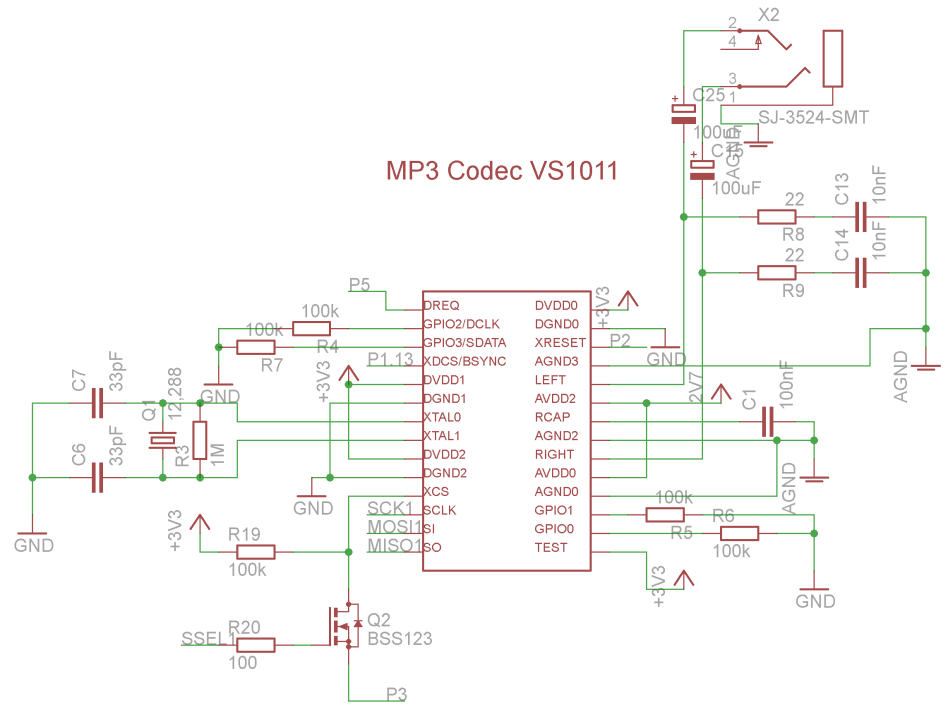 X2
2
4
3
1
SJ-3524-SMT
C25
100uF
AGND
C15
100uF
MP3 Codec VS1011
22
R8
C13
10nF
22
R9
C14
10nF
AGND
P5
100k
R4
100k
R7
GND
P1.13
+3V3
DREQ
GPIO2/DCLK
GPIO3/SDATA
XDCS/BSYNC
DVDD1
DGND1
XTAL0
XTAL1
DVDD2
DGND2
XCS
SCLK
SI
SO
DVDD0
DGND0
XRESET
AGND3
LEFT
AVDD2
RCAP
AGND2
RIGHT
AVDD0
AGND0
GPIO1
GPIO0
TEST
+3V3
P2
GND
2V7
C1
100nF
AGND
C7
33pF
Q1
12,288
C6
33pF
R3
1M
GND
GND
SCK1
MOSI1
MISO1
+3V3
R19
100k
100k
R5
R6
100k
+3V3
GND
SSEL1
R20
100
Q2
BSS123
P3